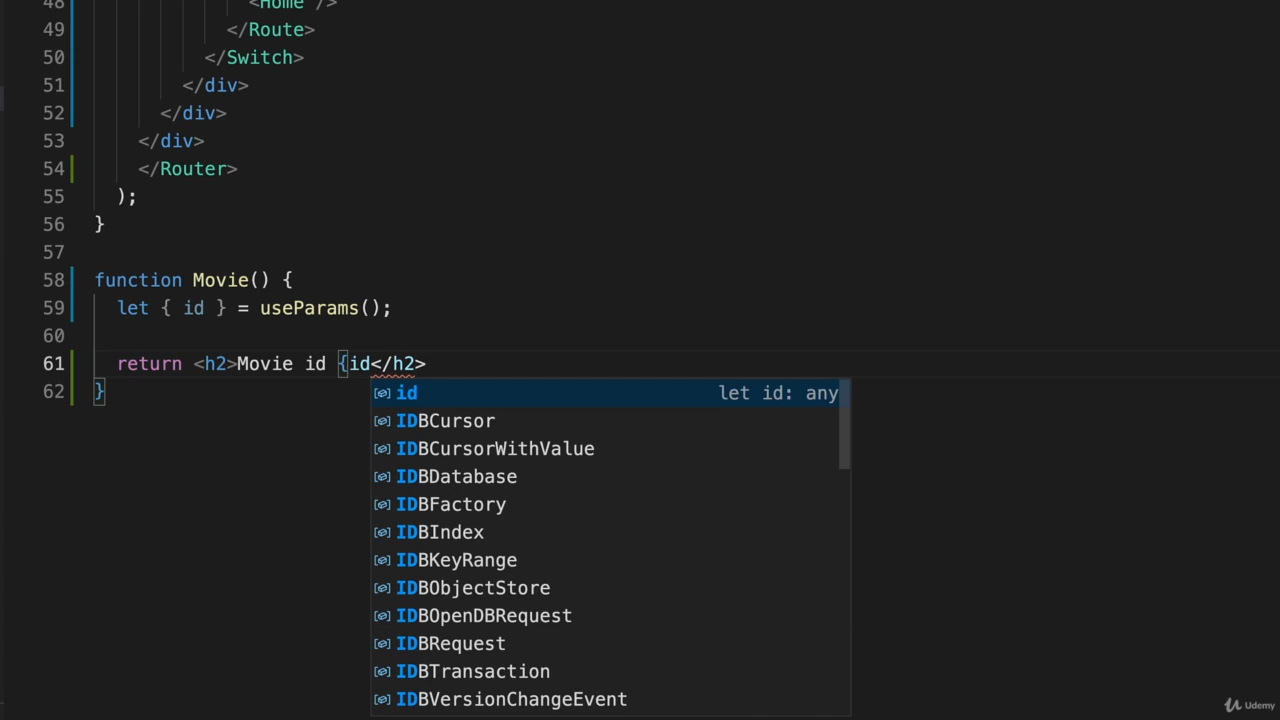 48 <Home />
49 </Route>
50 </Switch>
51 </div>
52 </div>
53 </div>
54 </Router>
55 );
56 }
57
58 function Movie() {
59 let { id } = useParams();
60
61 return <h2>Movie id {id</h2>
62 }
id let id: any
IDBCursor
IDBCursorWithValue
IDBDatabase
IDBFactory
IDBIndex
IDBKeyRange
IDBObjectStore
IDBOpenDBRequest
IDBRequest
IDBTransaction
IDBVersionChangeEvent
Udemy